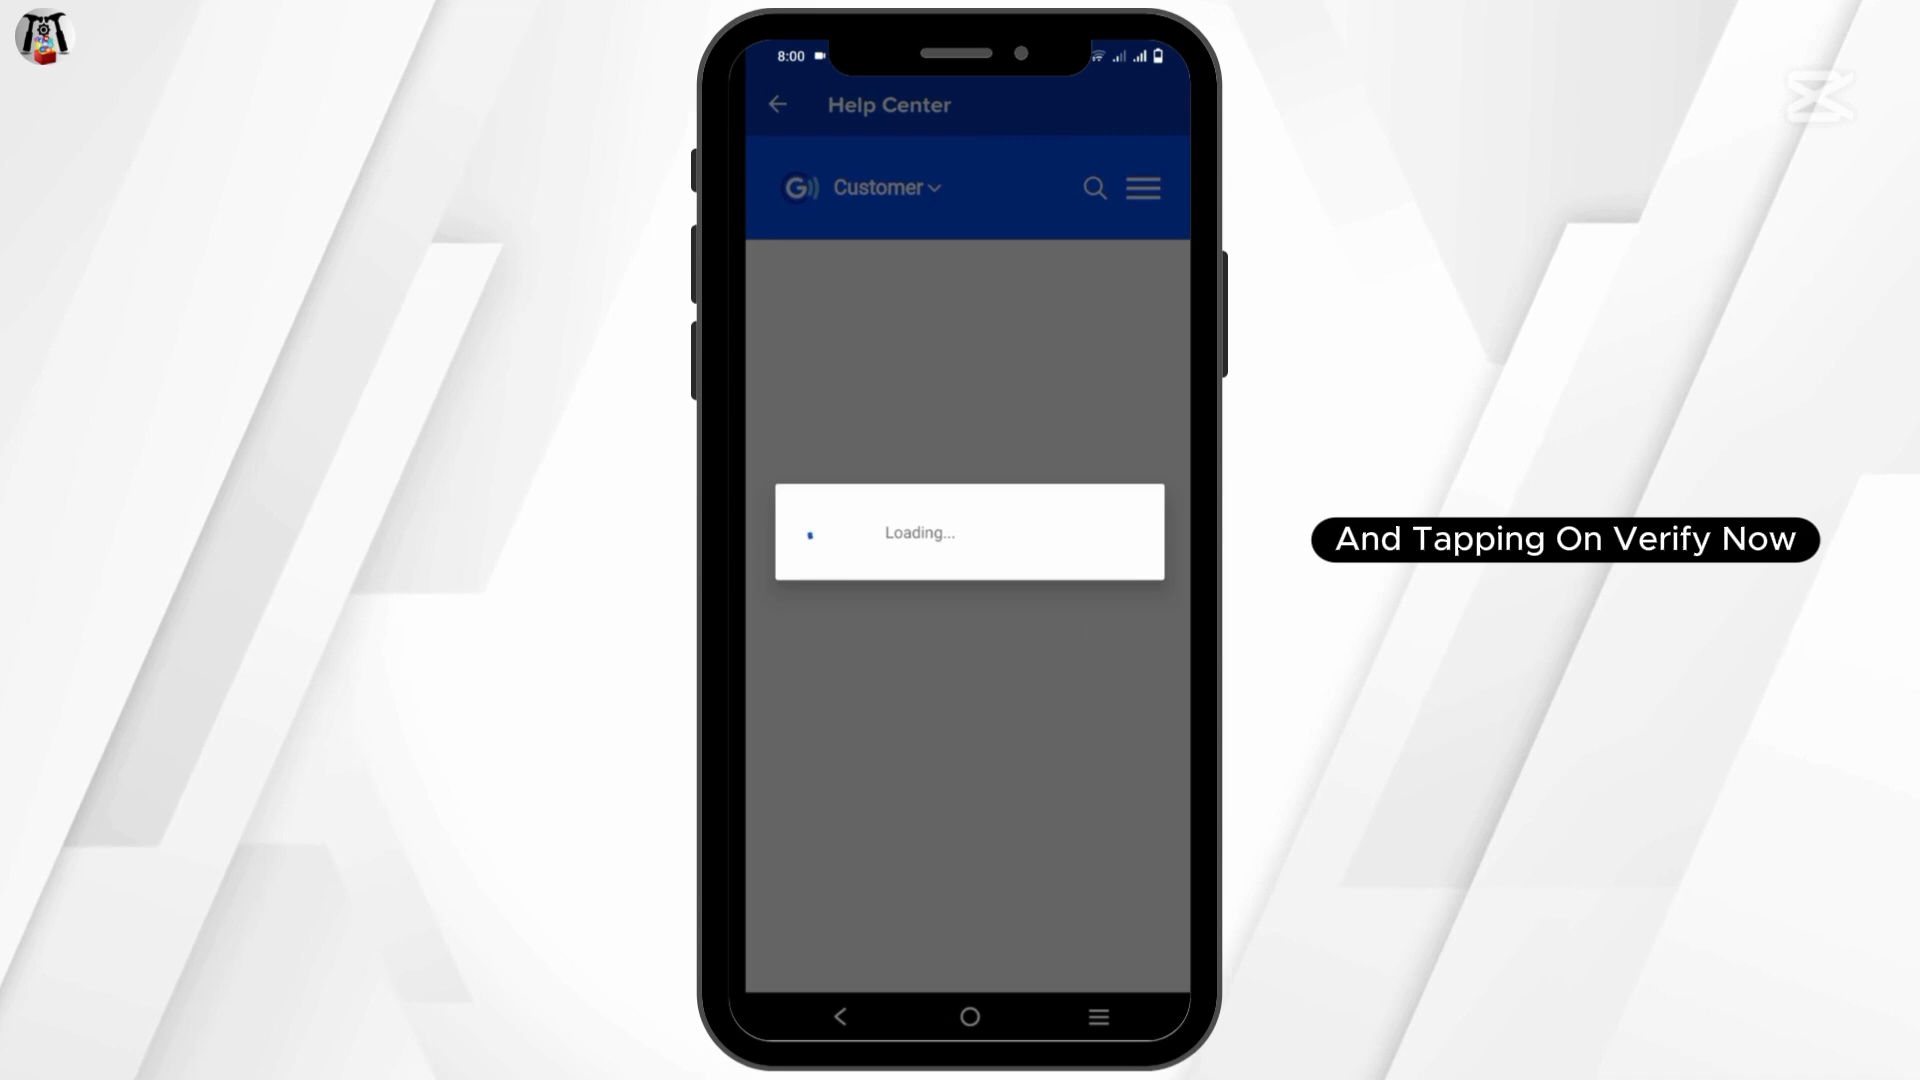 8:00
Help Center
G Customer
Loading...
And Tapping On Verify Now